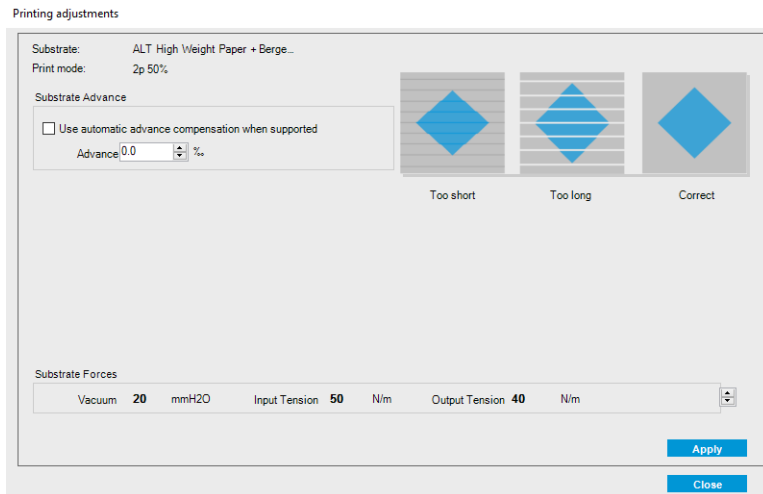 Printing adjustments
Substrate: ALT High Weight Paper + Berge...
Print mode: 2p 50%
Substrate Advance
Use automatic advance compensation when supported
Advance 0.0 ‰
Too short Too long Correct
Substrate Forces
Vacuum 20 mmH2O Input Tension 50 N/m Output Tension 40 N/m
Apply
Close